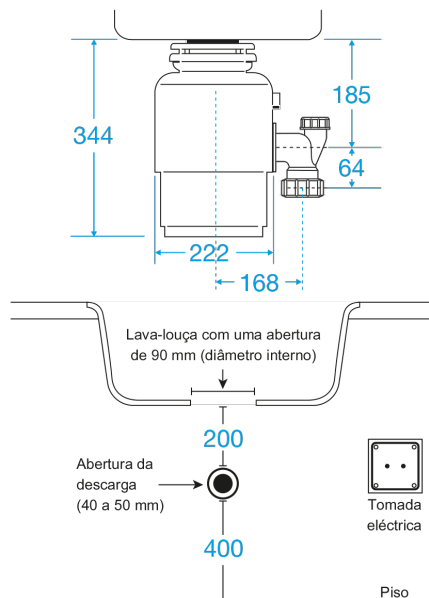 344
185
64
222
168
Lava-louça com uma abertura
de 90 mm (diâmetro interno)
200
Abertura da
descarga
(40 a 50 mm)
Tomada
eléctrica
400
Piso